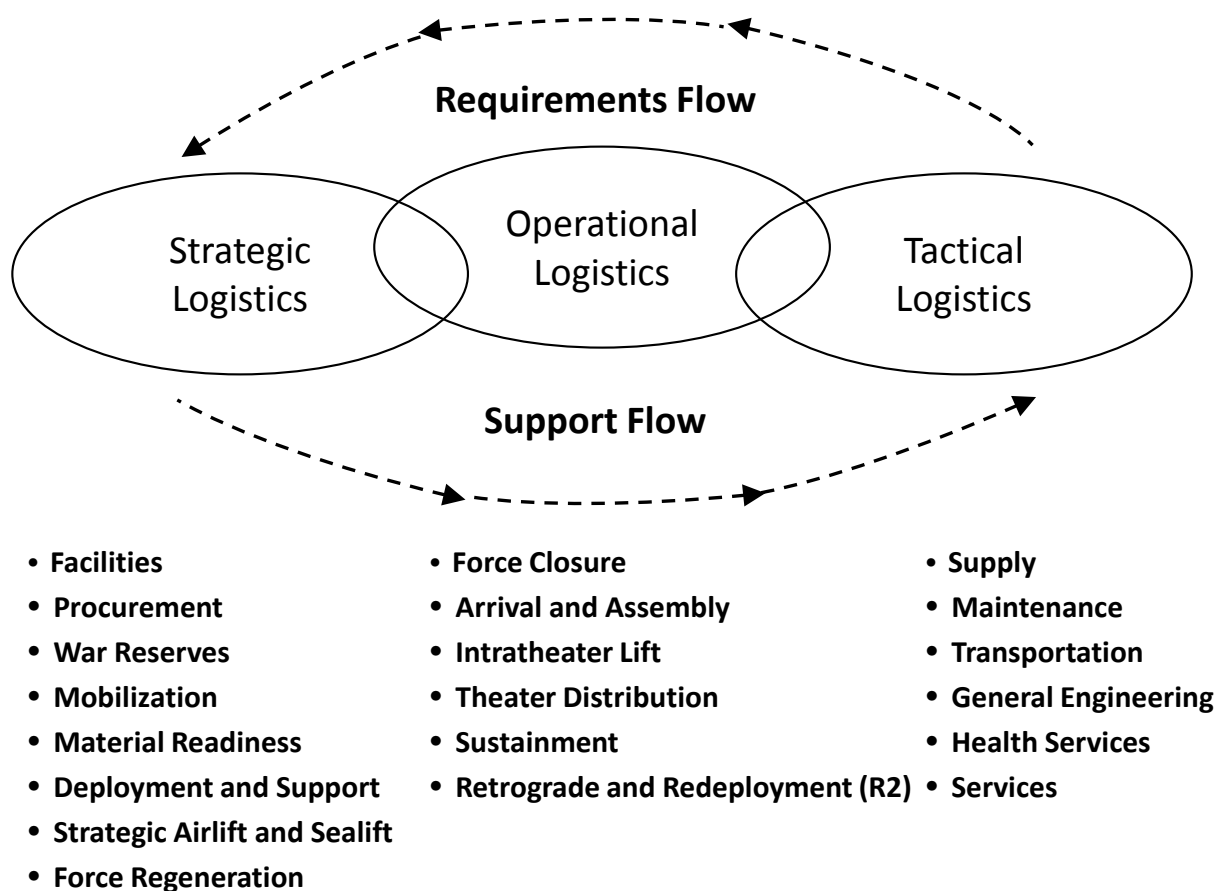 Requirements Flow
Strategic
Logistics
Operational
Logistics
Tactical
Logistics
Support Flow
• Facilities
• Procurement
• War Reserves
• Mobilization
• Material Readiness
• Deployment and Support
• Strategic Airlift and Sealift
• Force Regeneration
• Force Closure
• Arrival and Assembly
• Intratheater Lift
• Theater Distribution
• Sustainment
• Retrograde and Redeployment (R2)
• Supply
• Maintenance
• Transportation
• General Engineering
• Health Services
• Services